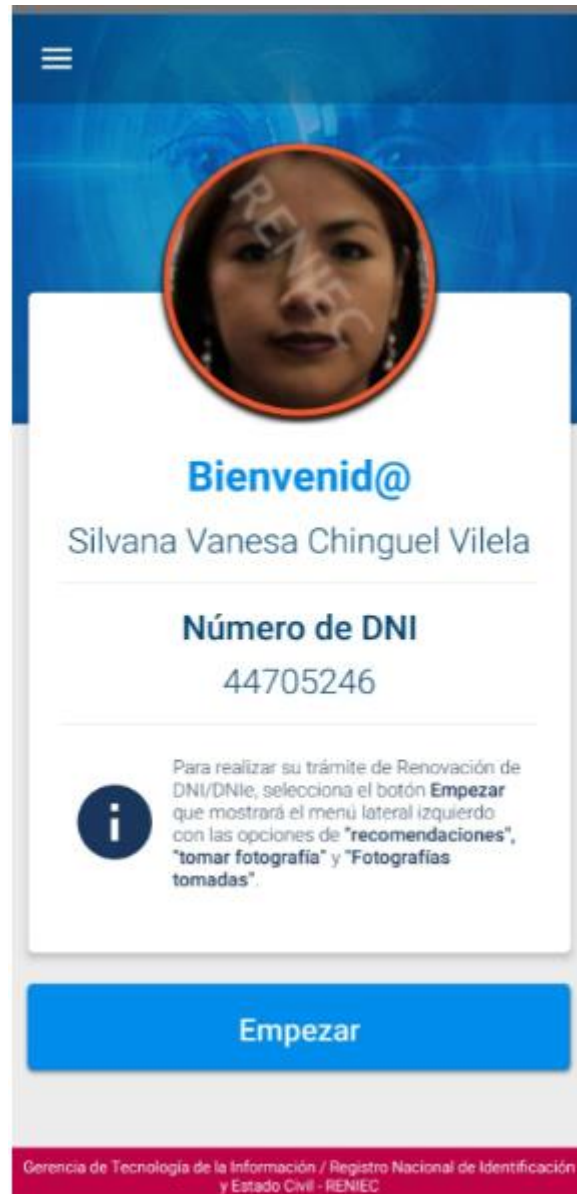 RENIEC
Bienvenid@
Silvana Vanesa Chinguel Vilela
Número de DNI
44705246
Para realizar su trámite de Renovación de
DNI/DNIe, selecciona el botón Empezar
que mostrará el menú lateral izquierdo
con las opciones de "recomendaciones",
"tomar fotografía" y "Fotografías
tomadas".
Empezar
Gerencia de Tecnología de la Información / Registro Nacional de Identificación
y Estado Civil - RENIEC